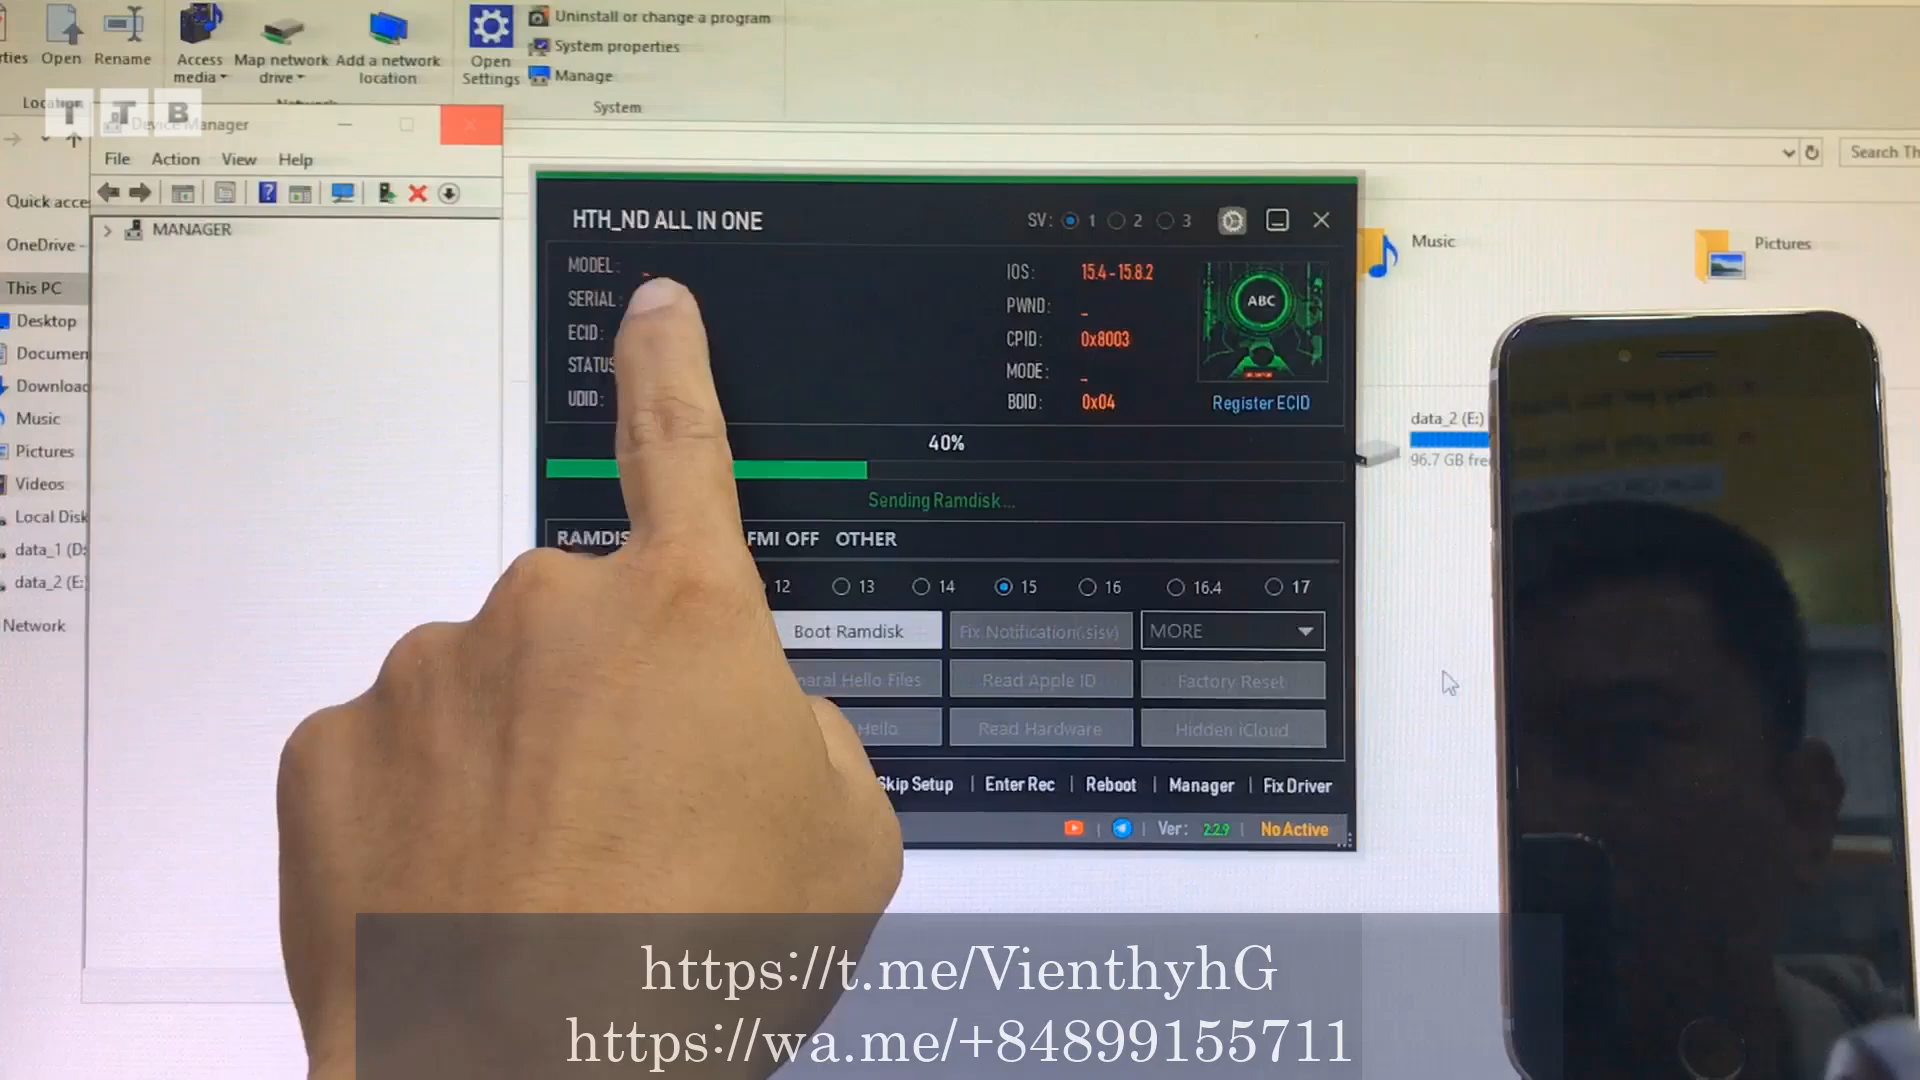 Open
Rename
Access media
Map network drive
Add a network location
Open Settings
Uninstall or change a program
System properties
Manage
System
T T B
Device Manager
File Action View Help
MANAGER
Search Th
Quick acce
OneDrive -
This PC
Desktop
Documen
Download
Music
Pictures
Videos
Local Disk
data_1 (D:
data_2 (E:
Network
Music
Pictures
data_2 (E:)
96.7 GB fre
HTH_ND ALL IN ONE
SV: 1 2 3
MODEL: _
SERIAL:
ECID:
STATUS
UDID:
IOS: 15.4 - 15.8.2
PWND: _
CPID: 0x8003
MODE: _
BDID: 0x04
ABC
Register ECID
40%
Sending Ramdisk...
RAMDIS FMI OFF OTHER
12 13 14 15 16 16.4 17
Boot Ramdisk Fix Notification(.sisv) MORE
Hello Files Read Apple ID Factory Reset
Hello Read Hardware Hidden iCloud
Skip Setup | Enter Rec | Reboot | Manager | Fix Driver
Ver: 2.2.9 | No Active
https://t.me/VienthyhG
https://wa.me/+84899155711